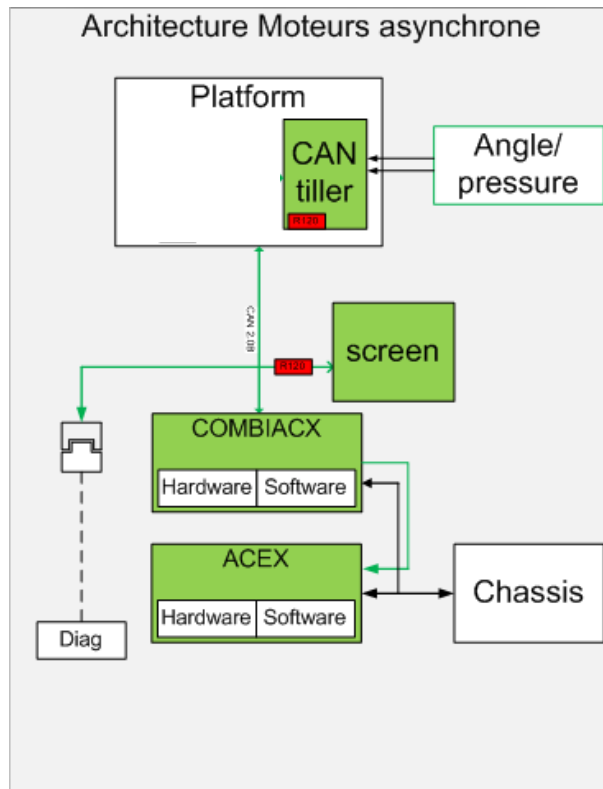 Architecture Moteurs asynchrone
Platform
CAN
tiller
R120
Angle/
pressure
CAN 2.0B
R120
screen
COMBIACX
Hardware
Software
ACEX
Hardware
Software
Chassis
Diag